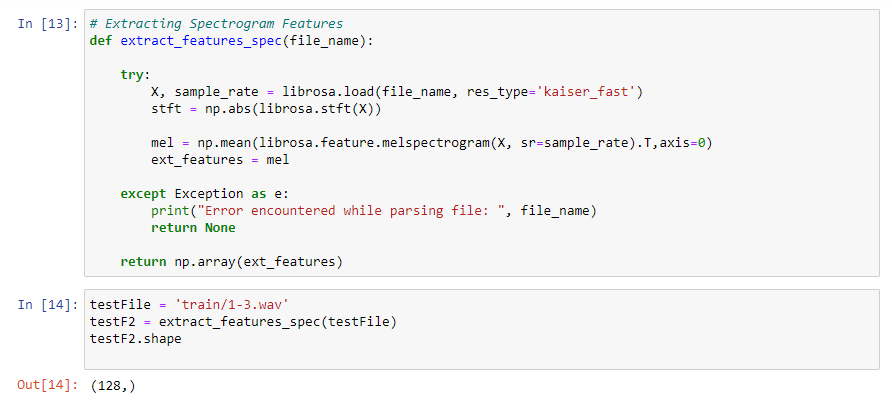 In [13]: # Extracting Spectrogram Features
def extract_features_spec(file_name):
try:
X, sample_rate = librosa.load(file_name, res_type='kaiser_fast')
stft = np.abs(librosa.stft(X))
mel = np.mean(librosa.feature.melspectrogram(X, sr=sample_rate).T,axis=0)
ext_features = mel
except Exception as e:
print("Error encountered while parsing file: ", file_name)
return None
return np.array(ext_features)
In [14]: testFile = 'train/1-3.wav'
testF2 = extract_features_spec(testFile)
testF2.shape
Out[14]: (128,)